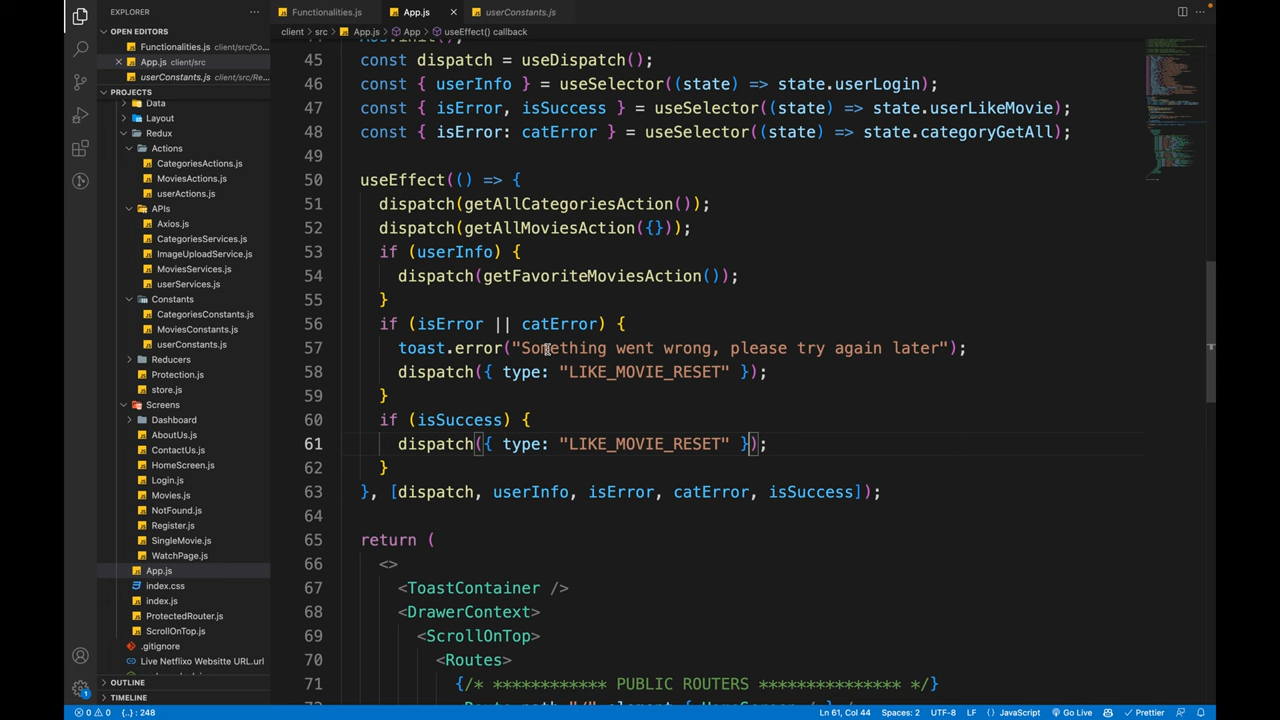 EXPLORER
OPEN EDITORS
Functionalities.js client/src/Co...
App.js client/src
userConstants.js client/src/Re...
PROJECTS
Data
Layout
Redux
Actions
CategoriesActions.js
MoviesActions.js
userActions.js
APIs
Axios.js
CategoriesServices.js
ImageUploadService.js
MoviesServices.js
userServices.js
Constants
CategoriesConstants.js
MoviesConstants.js
userConstants.js
Reducers
Protection.js
store.js
Screens
Dashboard
AboutUs.js
ContactUs.js
HomeScreen.js
Login.js
Movies.js
NotFound.js
Register.js
SingleMovie.js
WatchPage.js
App.js
index.css
index.js
ProtectedRouter.js
ScrollOnTop.js
.gitignore
Live Netflixo Websitte URL.url
OUTLINE
TIMELINE
Functionalities.js App.js userConstants.js
client > src > App.js > App > useEffect() callback
45 const dispatch = useDispatch();
46 const { userInfo } = useSelector((state) => state.userLogin);
47 const { isError, isSuccess } = useSelector((state) => state.userLikeMovie);
48 const { isError: catError } = useSelector((state) => state.categoryGetAll);
49
50 useEffect(() => {
51 dispatch(getAllCategoriesAction());
52 dispatch(getAllMoviesAction({}));
53 if (userInfo) {
54 dispatch(getFavoriteMoviesAction());
55 }
56 if (isError || catError) {
57 toast.error("Something went wrong, please try again later");
58 dispatch({ type: "LIKE_MOVIE_RESET" });
59 }
60 if (isSuccess) {
61 dispatch({ type: "LIKE_MOVIE_RESET" });
62 }
63 }, [dispatch, userInfo, isError, catError, isSuccess]);
64
65 return (
66 <>
67 <ToastContainer />
68 <DrawerContext>
69 <ScrollOnTop>
70 <Routes>
71 {/* ************ PUBLIC ROUTERS *************** */}
0 0 {..} : 248 Ln 61, Col 44 Spaces: 2 UTF-8 LF {} JavaScript Go Live Prettier